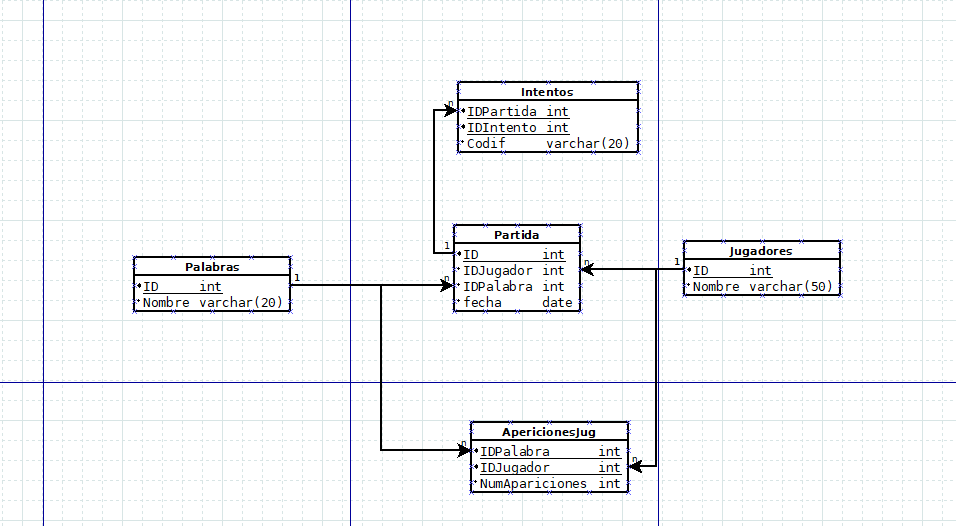 Intentos
n
IDPartida int
IDIntento int
Codif varchar(20)
Partida
1
ID int
n
IDJugador int
n
IDPalabra int
fecha date
Jugadores
1
ID int
Nombre varchar(50)
Palabras
1
ID int
Nombre varchar(20)
ApericionesJug
n
IDPalabra int
n
IDJugador int
NumApariciones int